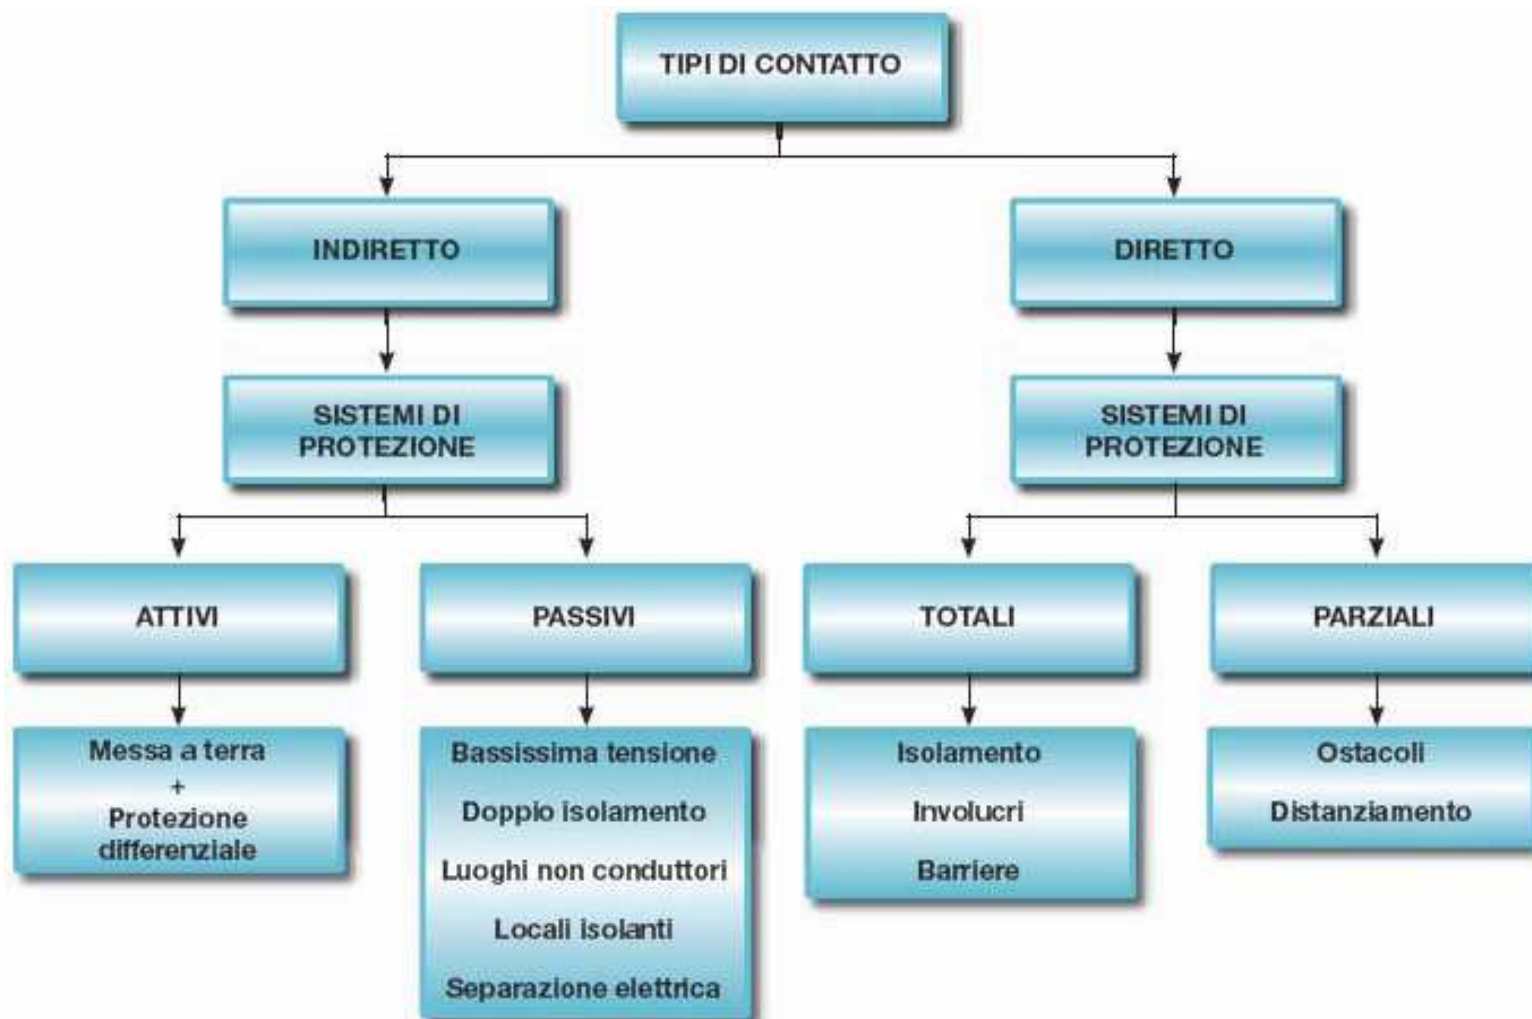 TIPI DI CONTATTO
INDIRETTO
DIRETTO
SISTEMI DI
PROTEZIONE
SISTEMI DI
PROTEZIONE
ATTIVI
PASSIVI
TOTALI
PARZIALI
Messa a terra
+
Protezione
differenziale
Bassissima tensione
Doppio isolamento
Luoghi non conduttori
Locali isolanti
Separazione elettrica
Isolamento
Involucri
Barriere
Ostacoli
Distanziamento